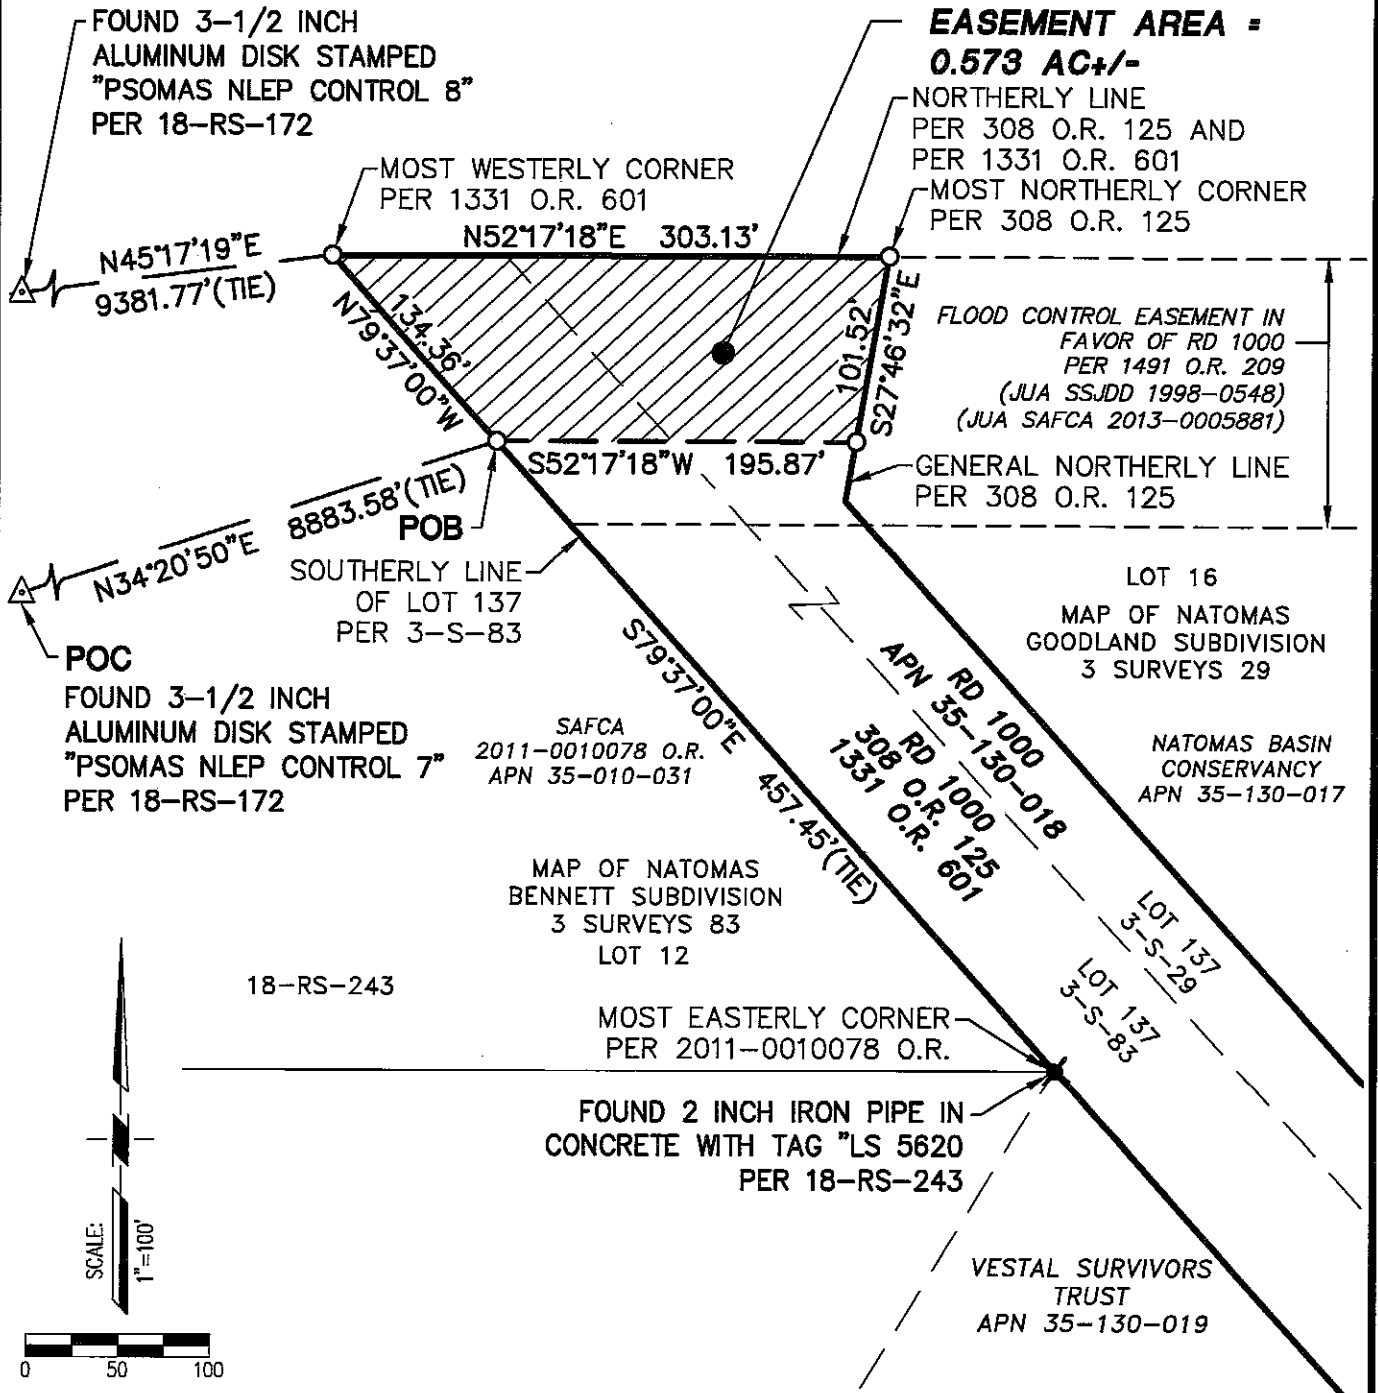 FOUND 3-1/2 INCH
ALUMINUM DISK STAMPED
"PSOMAS NLEP CONTROL 8"
PER 18-RS-172
EASEMENT AREA =
0.573 AC+/-
NORTHERLY LINE
PER 308 O.R. 125 AND
PER 1331 O.R. 601
MOST WESTERLY CORNER
PER 1331 O.R. 601
MOST NORTHERLY CORNER
PER 308 O.R. 125
N52°17'18"E 303.13'
N45°17'19"E
9381.77'(TIE)
134.36'
N79°37'00"W
101.52'
S27°46'32"E
FLOOD CONTROL EASEMENT IN
FAVOR OF RD 1000
PER 1491 O.R. 209
(JUA SSJDD 1998-0548)
(JUA SAFCA 2013-0005881)
S52°17'18"W 195.87'
GENERAL NORTHERLY LINE
PER 308 O.R. 125
N34°20'50"E 8883.58'(TIE)
POB
SOUTHERLY LINE
OF LOT 137
PER 3-S-83
POC
FOUND 3-1/2 INCH
ALUMINUM DISK STAMPED
"PSOMAS NLEP CONTROL 7"
PER 18-RS-172
LOT 16
MAP OF NATOMAS
GOODLAND SUBDIVISION
3 SURVEYS 29
S79°37'00"E 457.45'(TIE)
RD 1000
APN 35-130-018
RD 1000
308 O.R. 125
1331 O.R. 601
SAFCA
2011-0010078 O.R.
APN 35-010-031
NATOMAS BASIN
CONSERVANCY
APN 35-130-017
MAP OF NATOMAS
BENNETT SUBDIVISION
3 SURVEYS 83
LOT 12
LOT 137
3-S-29
LOT 137
3-S-83
18-RS-243
MOST EASTERLY CORNER
PER 2011-0010078 O.R.
FOUND 2 INCH IRON PIPE IN
CONCRETE WITH TAG "LS 5620
PER 18-RS-243
VESTAL SURVIVORS
TRUST
APN 35-130-019
SCALE:
1"=100'
0 50 100